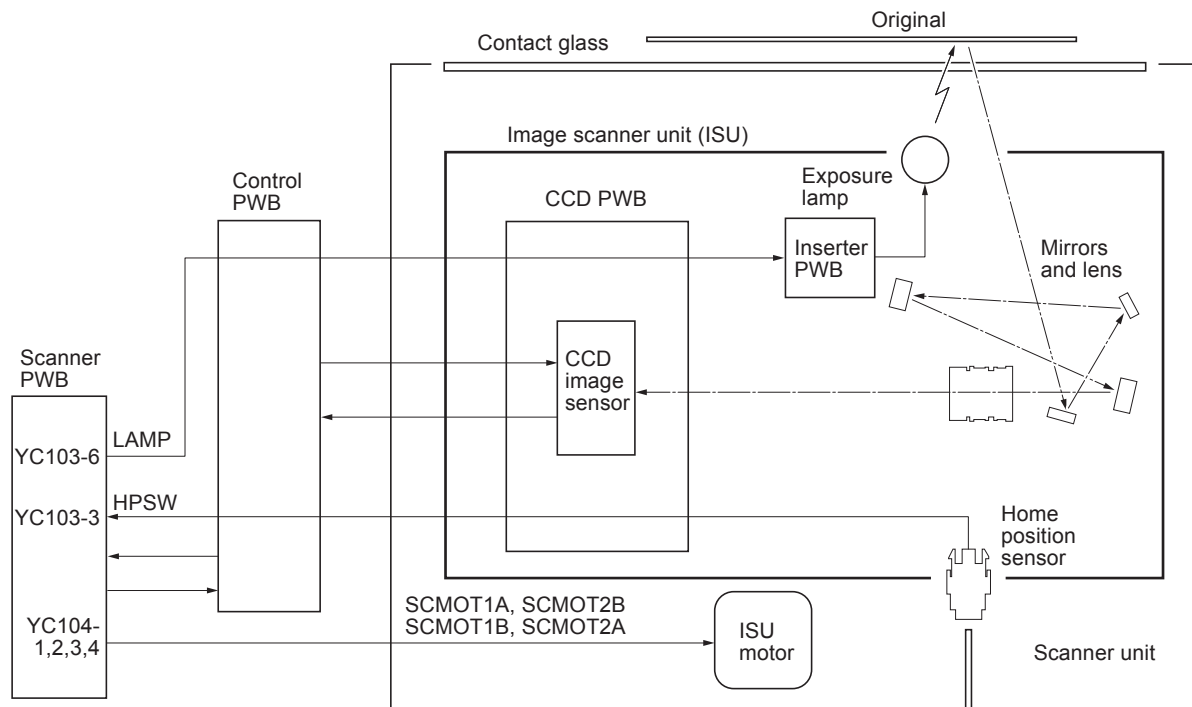 Original
Contact glass
Image scanner unit (ISU)
Control
PWB
CCD PWB
Exposure
lamp
Inserter
PWB
Mirrors
and lens
Scanner
PWB
CCD
image
sensor
LAMP
YC103-6
HPSW
YC103-3
Home
position
sensor
SCMOT1A, SCMOT2B
SCMOT1B, SCMOT2A
YC104-
1,2,3,4
ISU
motor
Scanner unit